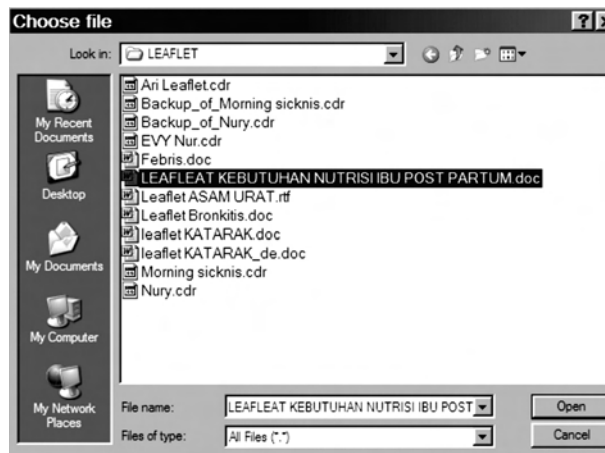 Choose file
Look in: LEAFLET
My Recent
Documents
Desktop
My Documents
My Computer
My Network
Places
Ari Leaflet.cdr
Backup_of_Morning sicknis.cdr
Backup_of_Nury.cdr
EVY Nur.cdr
Febris.doc
LEAFLEAT KEBUTUHAN NUTRISI IBU POST PARTUM.doc
Leaflet ASAM URAT.rtf
Leaflet Bronkitis.doc
leaflet KATARAK.doc
leaflet KATARAK_de.doc
Morning sicknis.cdr
Nury.cdr
File name: LEAFLEAT KEBUTUHAN NUTRISI IBU POST Open
Files of type: All Files (*.*) Cancel